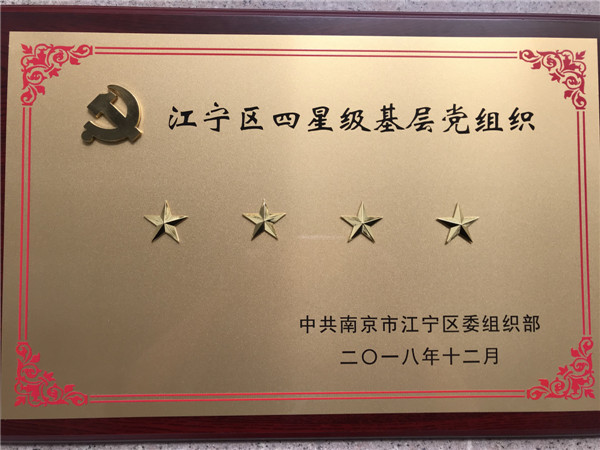 江宁区四星级基层党组织
中共南京市江宁区委组织部
二〇一八年十二月